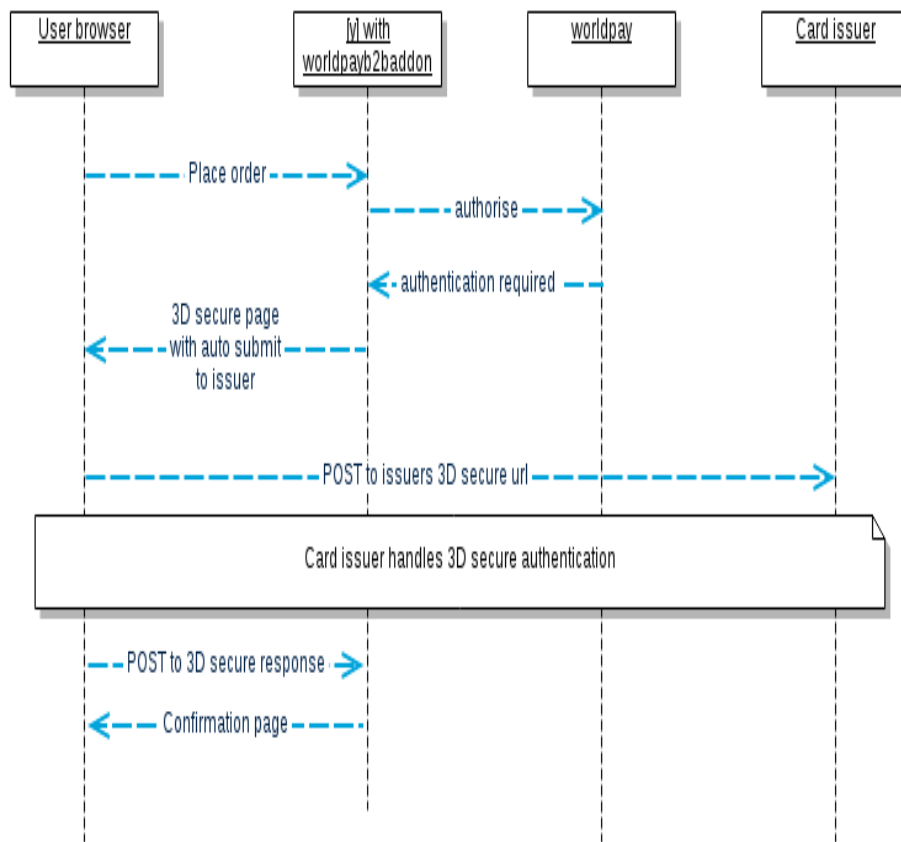 User browser
[y] with
worldpayb2baddon
worldpay
Card issuer
Place order
authorise
authentication required
3D secure page
with auto submit
to issuer
POST to issuers 3D secure url
Card issuer handles 3D secure authentication
POST to 3D secure response
Confirmation page